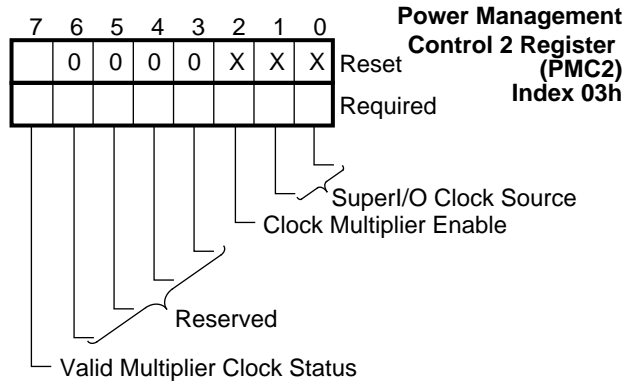 Power Management
Control 2 Register
(PMC2)
Index 03h
7 6 5 4 3 2 1 0
0 0 0 0 X X X Reset
Required
SuperI/O Clock Source
Clock Multiplier Enable
Reserved
Valid Multiplier Clock Status